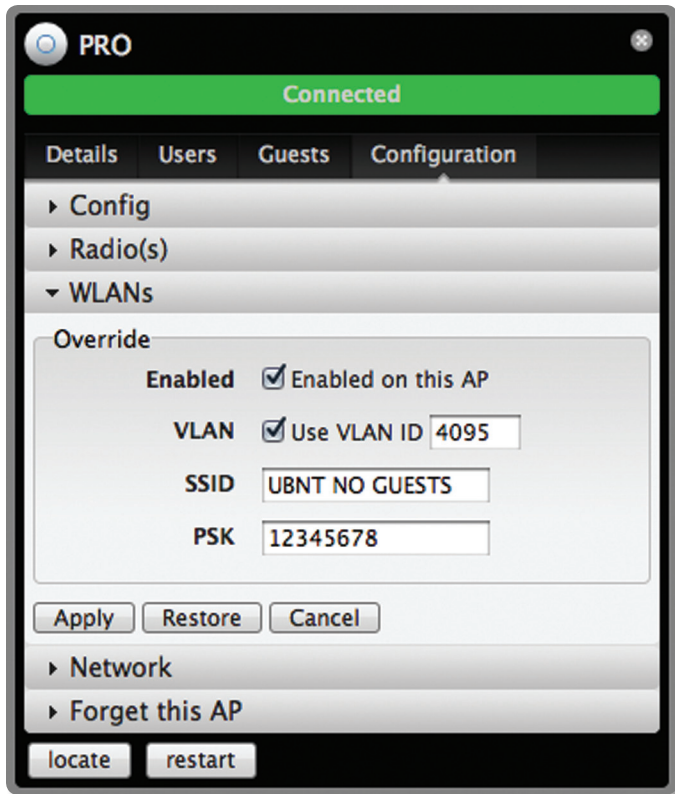 PRO
Connected
Details Users Guests Configuration
Config
Radio(s)
WLANs
Override
Enabled Enabled on this AP
VLAN Use VLAN ID 4095
SSID UBNT NO GUESTS
PSK 12345678
Apply Restore Cancel
Network
Forget this AP
locate restart